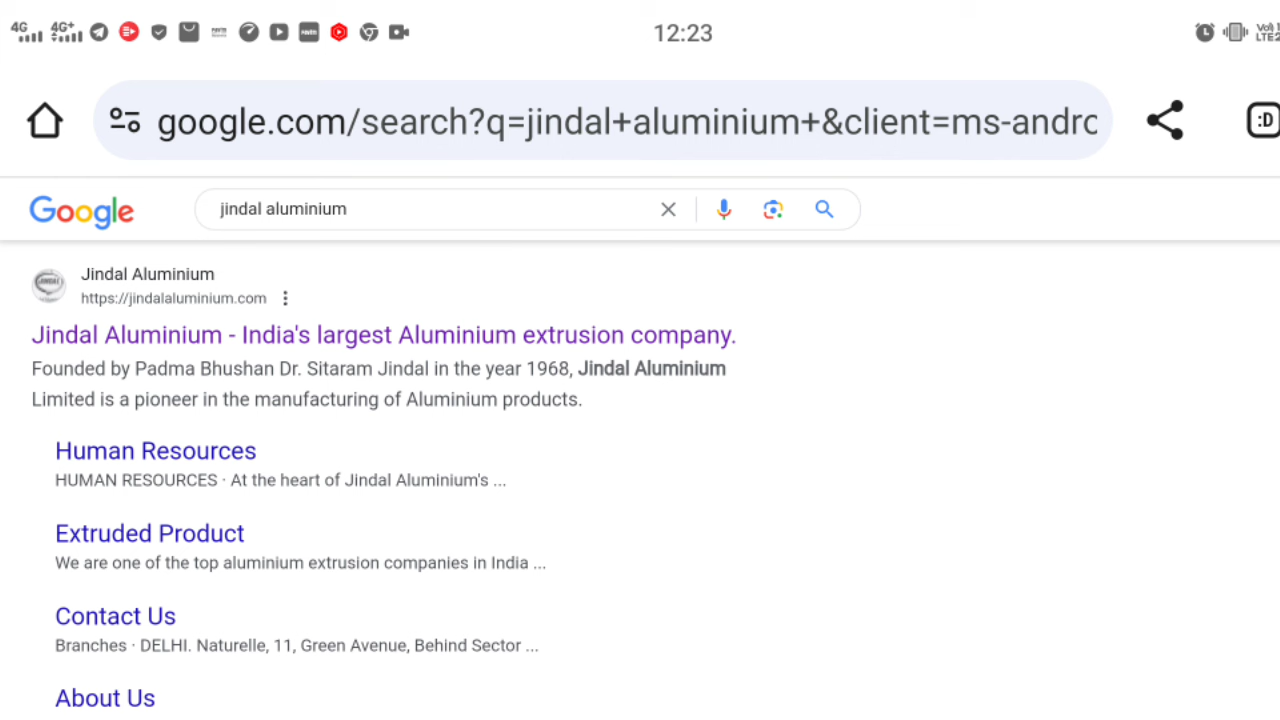 4G 4G+ 12:23
google.com/search?q=jindal+aluminium+&client=ms-andro :D
Google jindal aluminium
Jindal Aluminium
https://jindalaluminium.com
Jindal Aluminium - India's largest Aluminium extrusion company.
Founded by Padma Bhushan Dr. Sitaram Jindal in the year 1968, Jindal Aluminium
Limited is a pioneer in the manufacturing of Aluminium products.
Human Resources
HUMAN RESOURCES · At the heart of Jindal Aluminium's ...
Extruded Product
We are one of the top aluminium extrusion companies in India ...
Contact Us
Branches · DELHI. Naturelle, 11, Green Avenue, Behind Sector ...
About Us